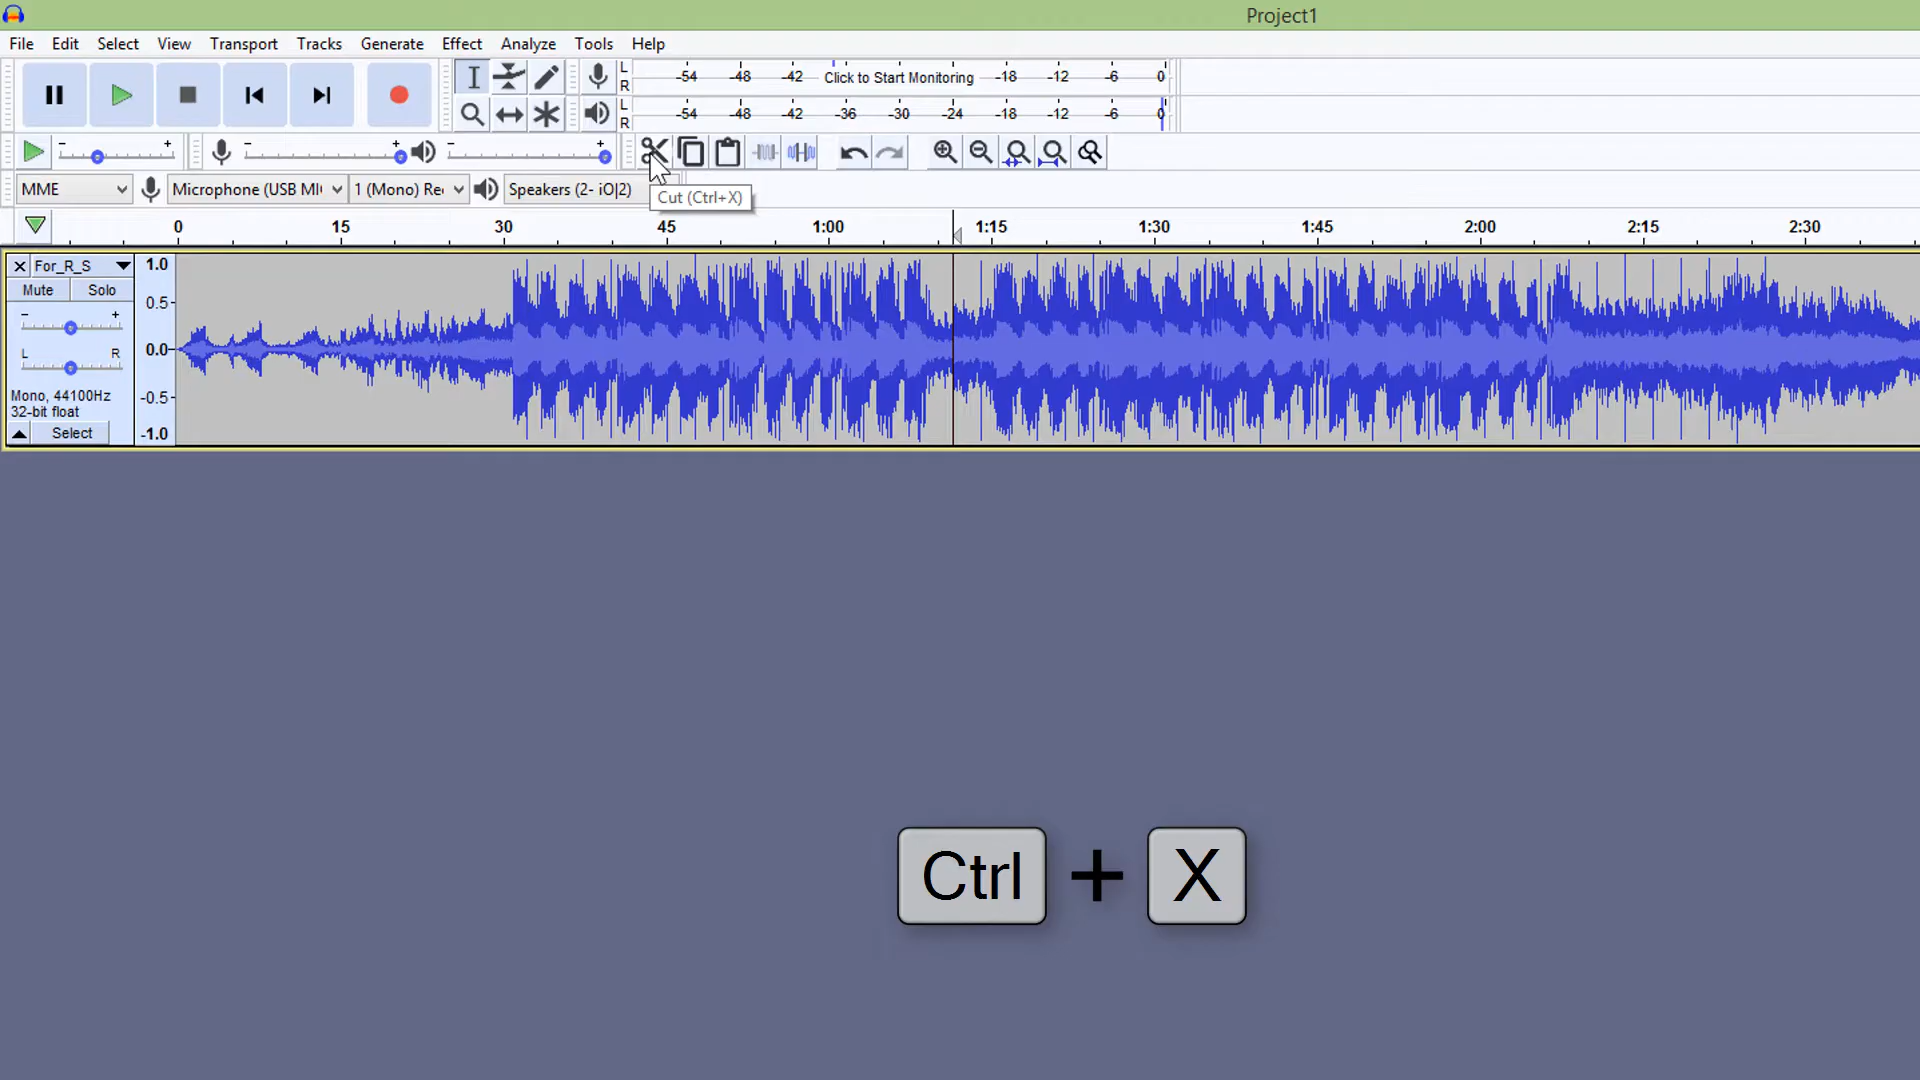 Project1
File Edit Select View Transport Tracks Generate Effect Analyze Tools Help
L R -54 -48 -42 Click to Start Monitoring -18 -12 -6 0
L R -54 -48 -42 -36 -30 -24 -18 -12 -6 0
- + - + - +
MME Microphone (USB MI 1 (Mono) Rec Speakers (2- iO|2)
Cut (Ctrl+X)
0 15 30 45 1:00 1:15 1:30 1:45 2:00 2:15 2:30
× For_R_S 1.0
Mute Solo
0.5
- +
L R 0.0
Mono, 44100Hz -0.5
32-bit float
Select -1.0
Ctrl + X